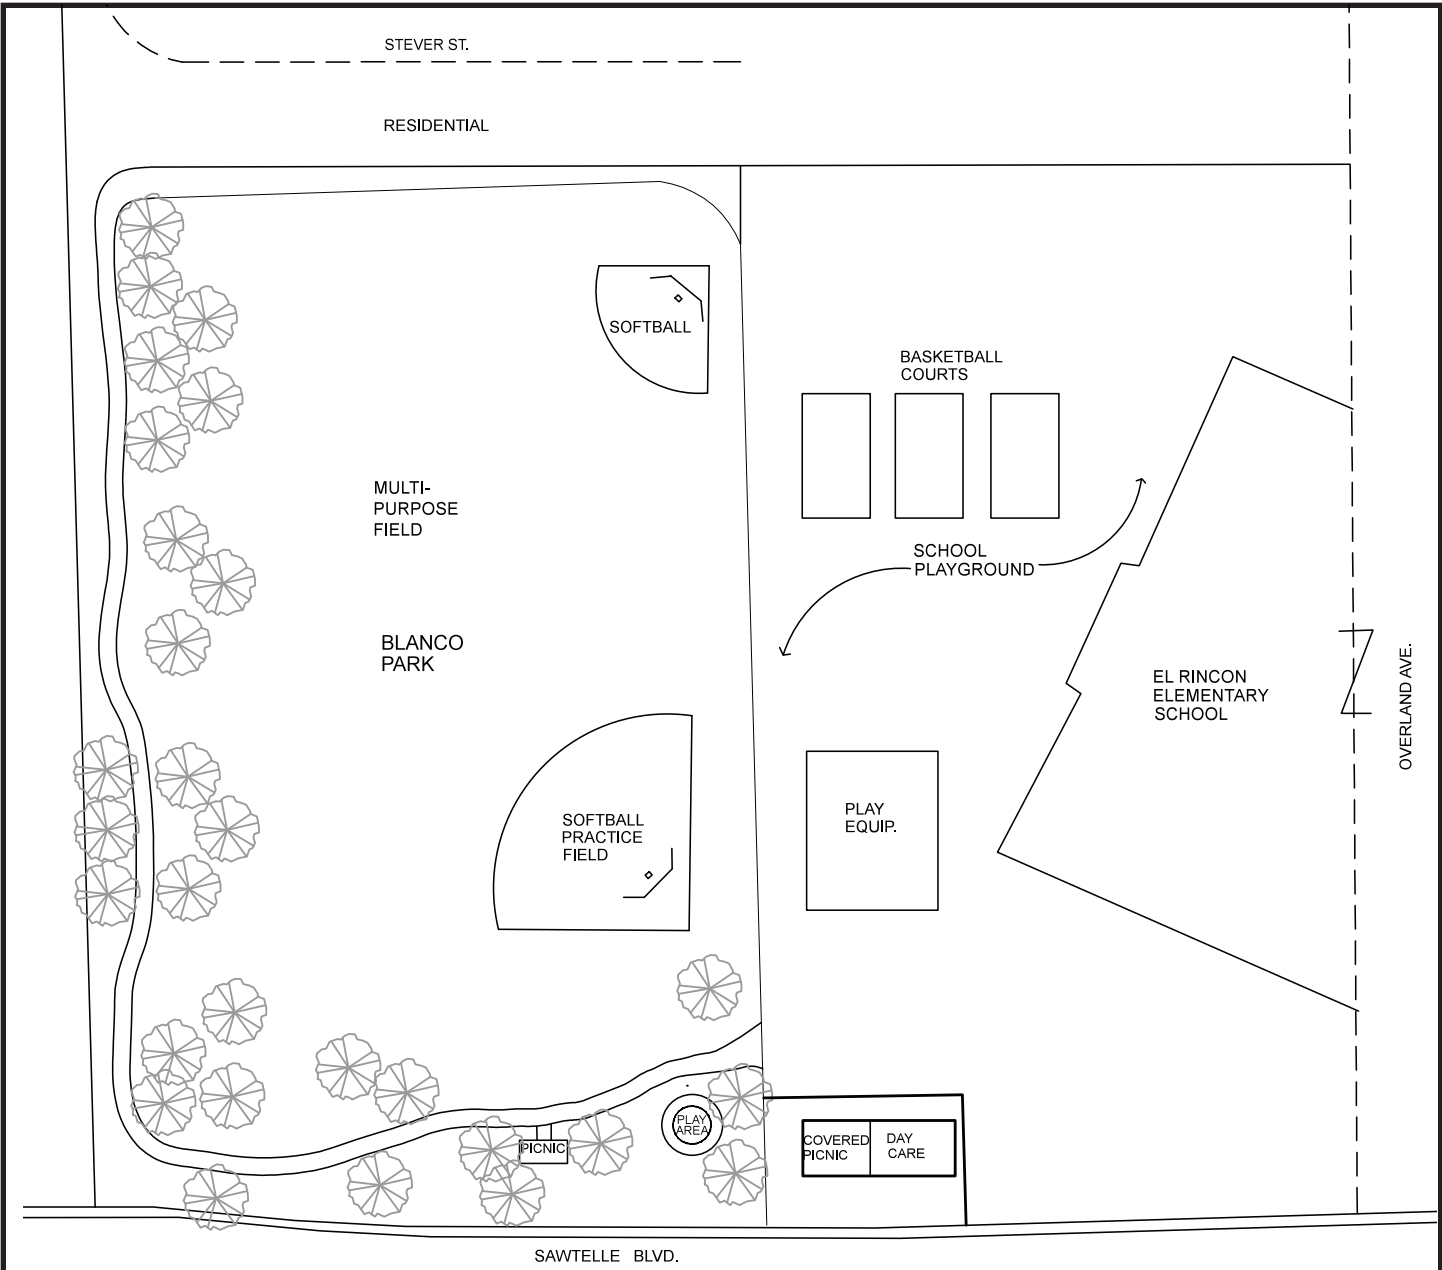 STEVER ST.
RESIDENTIAL
SOFTBALL
BASKETBALL
COURTS
MULTI-
PURPOSE
FIELD
SCHOOL
PLAYGROUND
BLANCO
PARK
EL RINCON
ELEMENTARY
SCHOOL
OVERLAND AVE.
SOFTBALL
PRACTICE
FIELD
PLAY
EQUIP.
PLAY
AREA
PICNIC
COVERED
PICNIC
DAY
CARE
SAWTELLE BLVD.